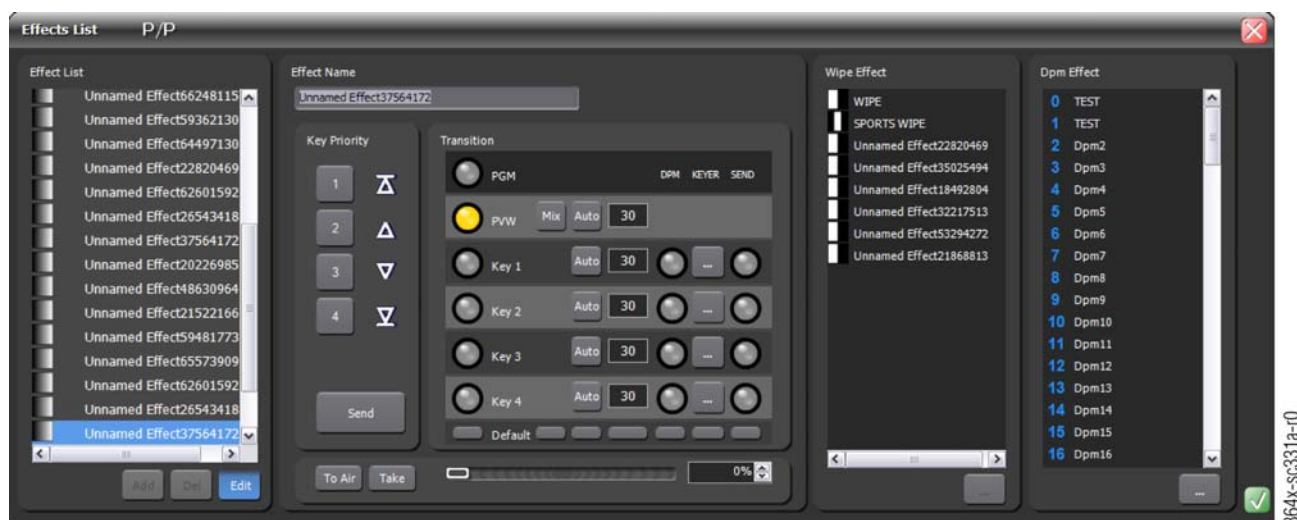 Effects List P/P
Effect List
Unnamed Effect66248115
Unnamed Effect59362130
Unnamed Effect64497130
Unnamed Effect22820469
Unnamed Effect62601592
Unnamed Effect26543418
Unnamed Effect37564172
Unnamed Effect20226985
Unnamed Effect48630964
Unnamed Effect21522166
Unnamed Effect59481773
Unnamed Effect65573909
Unnamed Effect62601592
Unnamed Effect26543418
Unnamed Effect37564172
Add Del Edit
Effect Name
Unnamed Effect37564172
Key Priority
1
2
3
4
Send
Transition
PGM DPM KEYER SEND
PVW Mix Auto 30
Key 1 Auto 30 ...
Key 2 Auto 30 ...
Key 3 Auto 30 ...
Key 4 Auto 30 ...
Default
To Air Take 0%
Wipe Effect
WIPE
SPORTS WIPE
Unnamed Effect22820469
Unnamed Effect35025494
Unnamed Effect18492804
Unnamed Effect32217513
Unnamed Effect53294272
Unnamed Effect21868813
...
Dpm Effect
0 TEST
1 TEST
2 Dpm2
3 Dpm3
4 Dpm4
5 Dpm5
6 Dpm6
7 Dpm7
8 Dpm8
9 Dpm9
10 Dpm10
11 Dpm11
12 Dpm12
13 Dpm13
14 Dpm14
15 Dpm15
16 Dpm16
...
864x-sc331a-r0